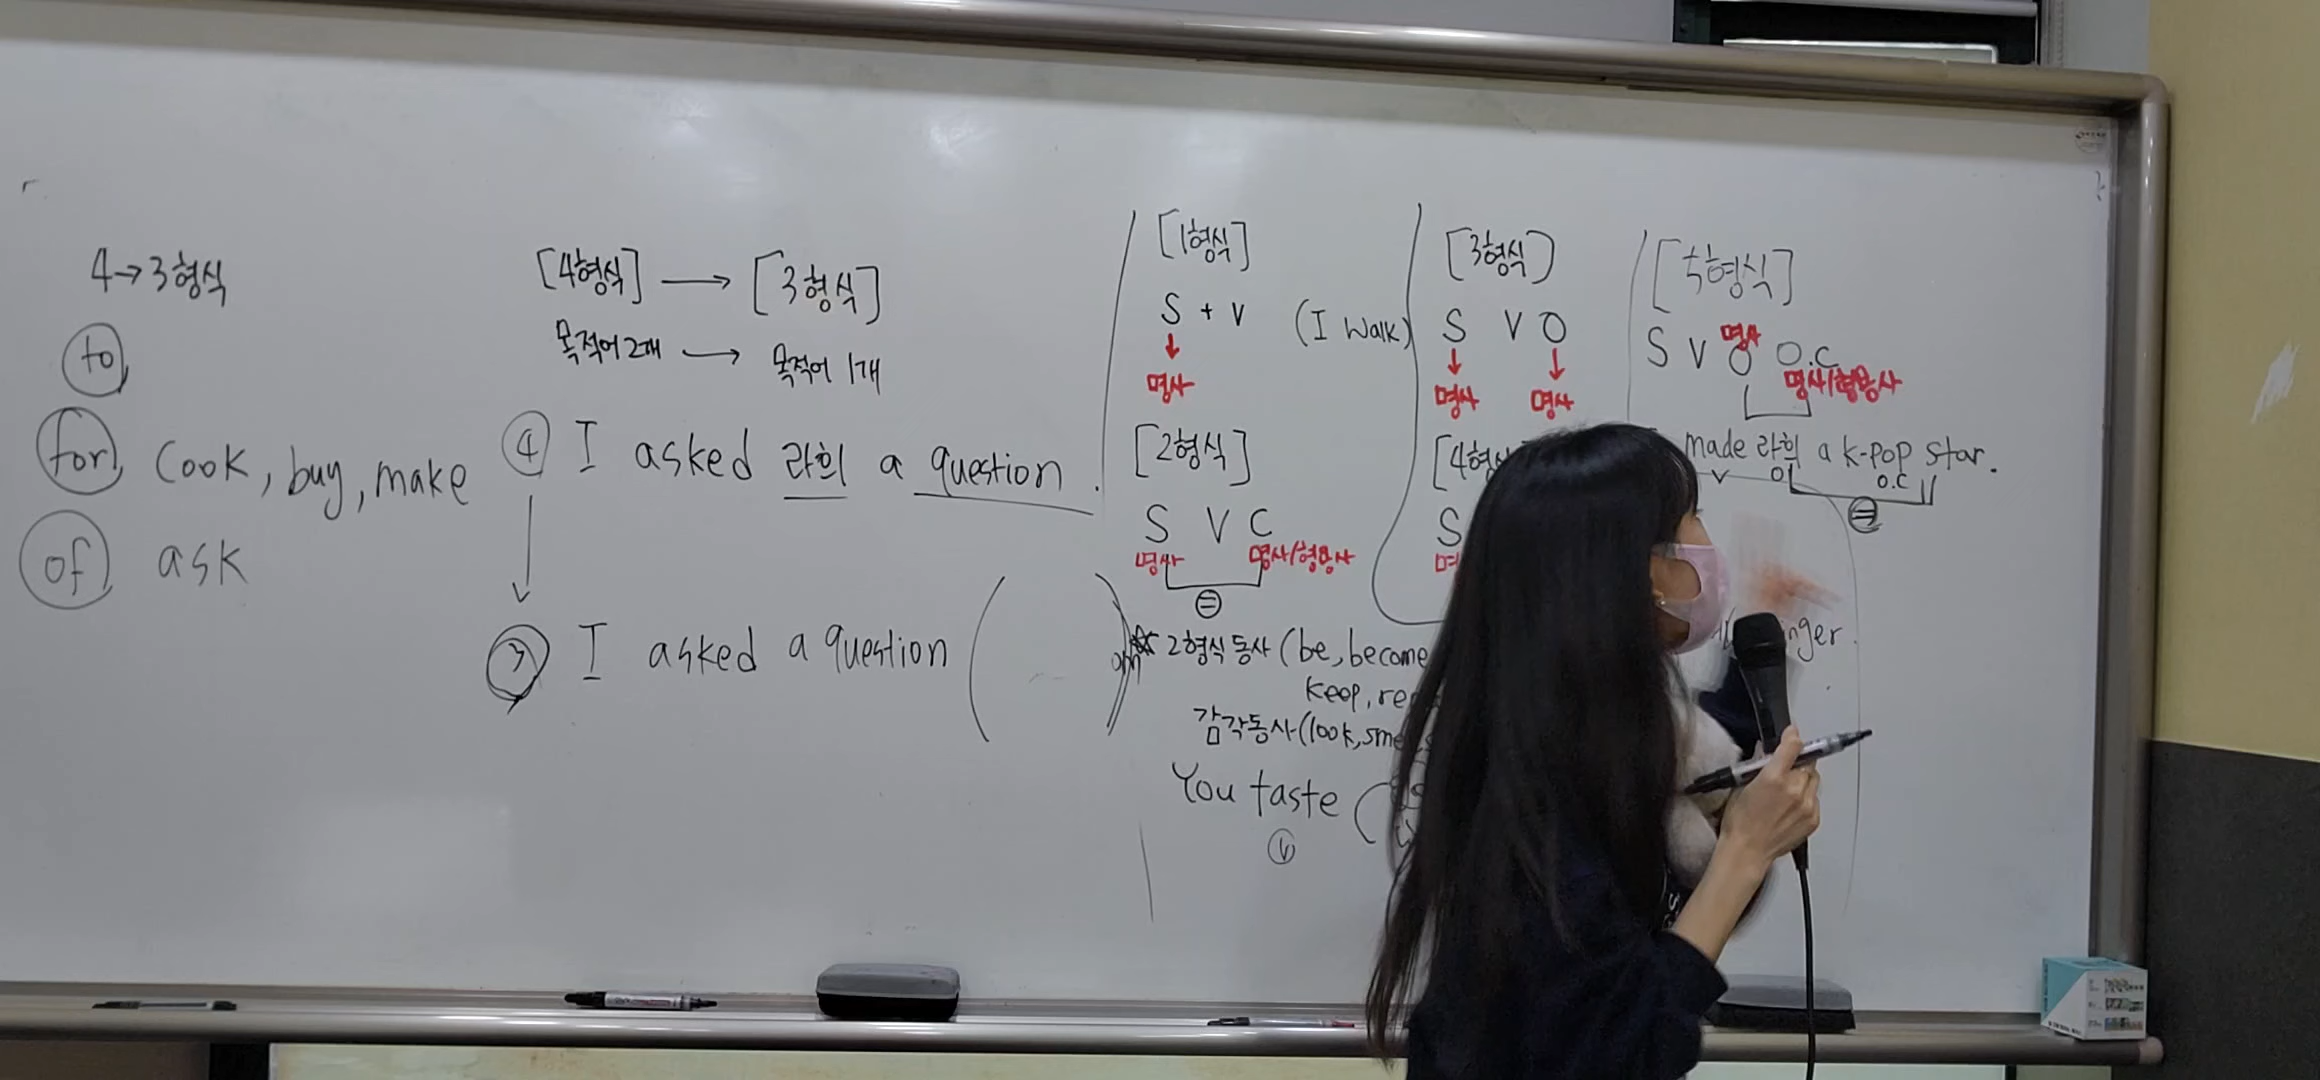 4→3형식
to
for cook, buy, make
of ask
[4형식] → [3형식]
목적어 2개 → 목적어 1개
④ I asked 라희 a question.
③ I asked a question ( )
[1형식]
S + V (I walk)
명사
[2형식]
S V C
명사 명사/형용사
=
2형식 동사 (be, become
keep,
감각동사 (look,
You taste (
[3형식]
S V O
명사 명사
[4형
S
[5형식]
명사
S V O O.C
명사/형용사
made 라희 a k-pop star.
V O O.C
=